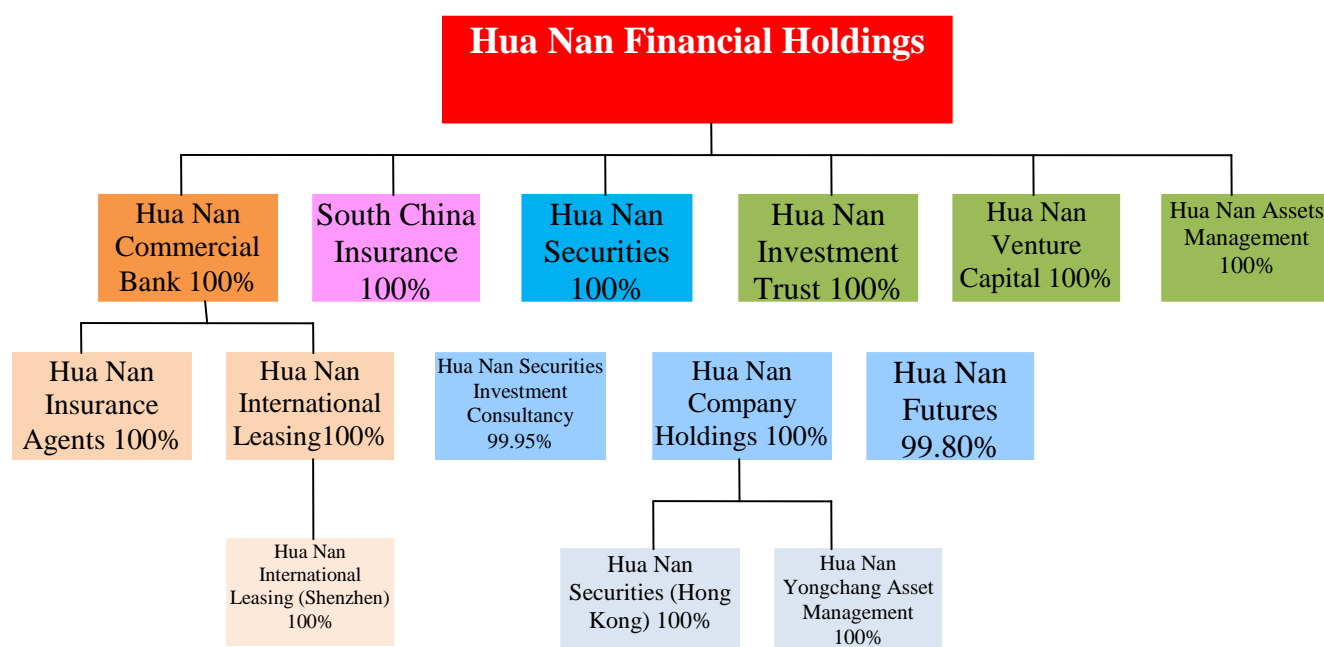 Hua Nan Financial Holdings
Hua Nan
Commercial
Bank 100%
South China
Insurance
100%
Hua Nan
Securities
100%
Hua Nan
Investment
Trust 100%
Hua Nan
Venture
Capital 100%
Hua Nan Assets
Management
100%
Hua Nan
Insurance
Agents 100%
Hua Nan
International
Leasing100%
Hua Nan Securities
Investment
Consultancy
99.95%
Hua Nan
Company
Holdings 100%
Hua Nan
Futures
99.80%
Hua Nan
International
Leasing (Shenzhen)
100%
Hua Nan
Securities (Hong
Kong) 100%
Hua Nan
Yongchang Asset
Management
100%